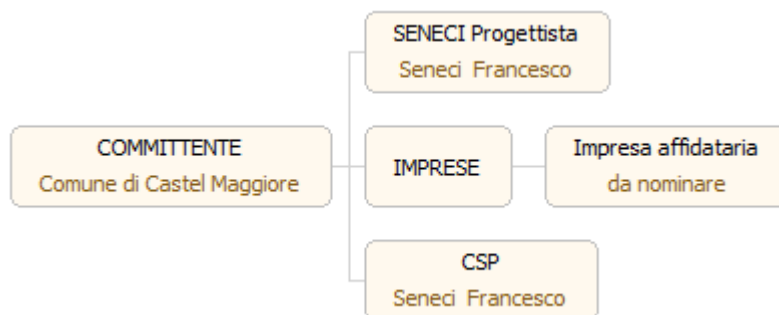 SENECI Progettista
Seneci Francesco
COMMITTENTE
Comune di Castel Maggiore
IMPRESE
Impresa affidataria
da nominare
CSP
Seneci Francesco